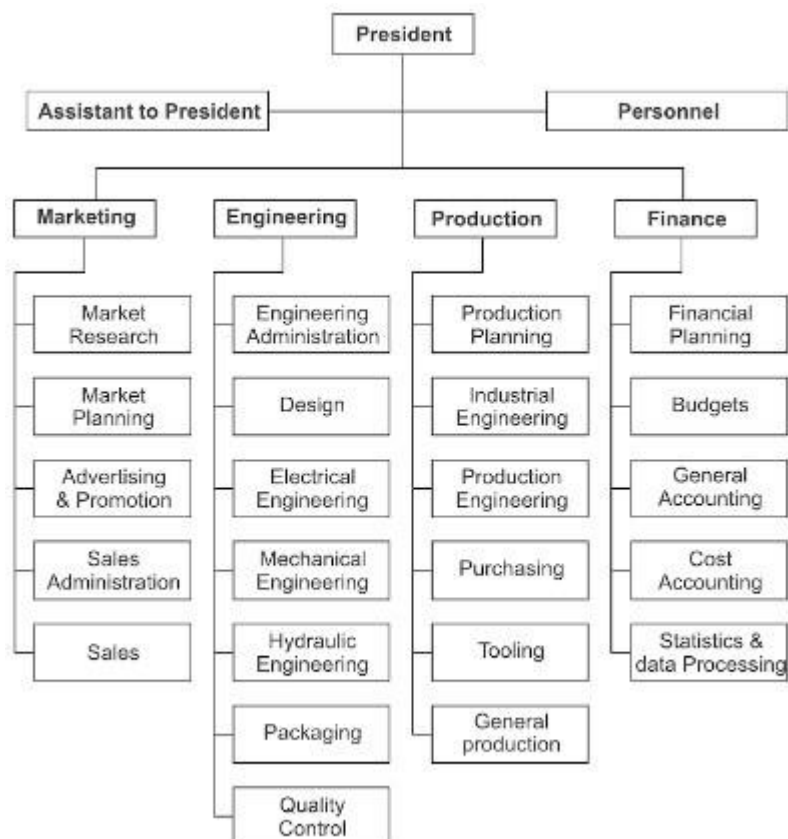 President
Assistant to President
Personnel
Marketing
Engineering
Production
Finance
Market
Research
Market
Planning
Advertising
& Promotion
Sales
Administration
Sales
Engineering
Administration
Design
Electrical
Engineering
Mechanical
Engineering
Hydraulic
Engineering
Packaging
Quality
Control
Production
Planning
Industrial
Engineering
Production
Engineering
Purchasing
Tooling
General
production
Financial
Planning
Budgets
General
Accounting
Cost
Accounting
Statistics &
data Processing